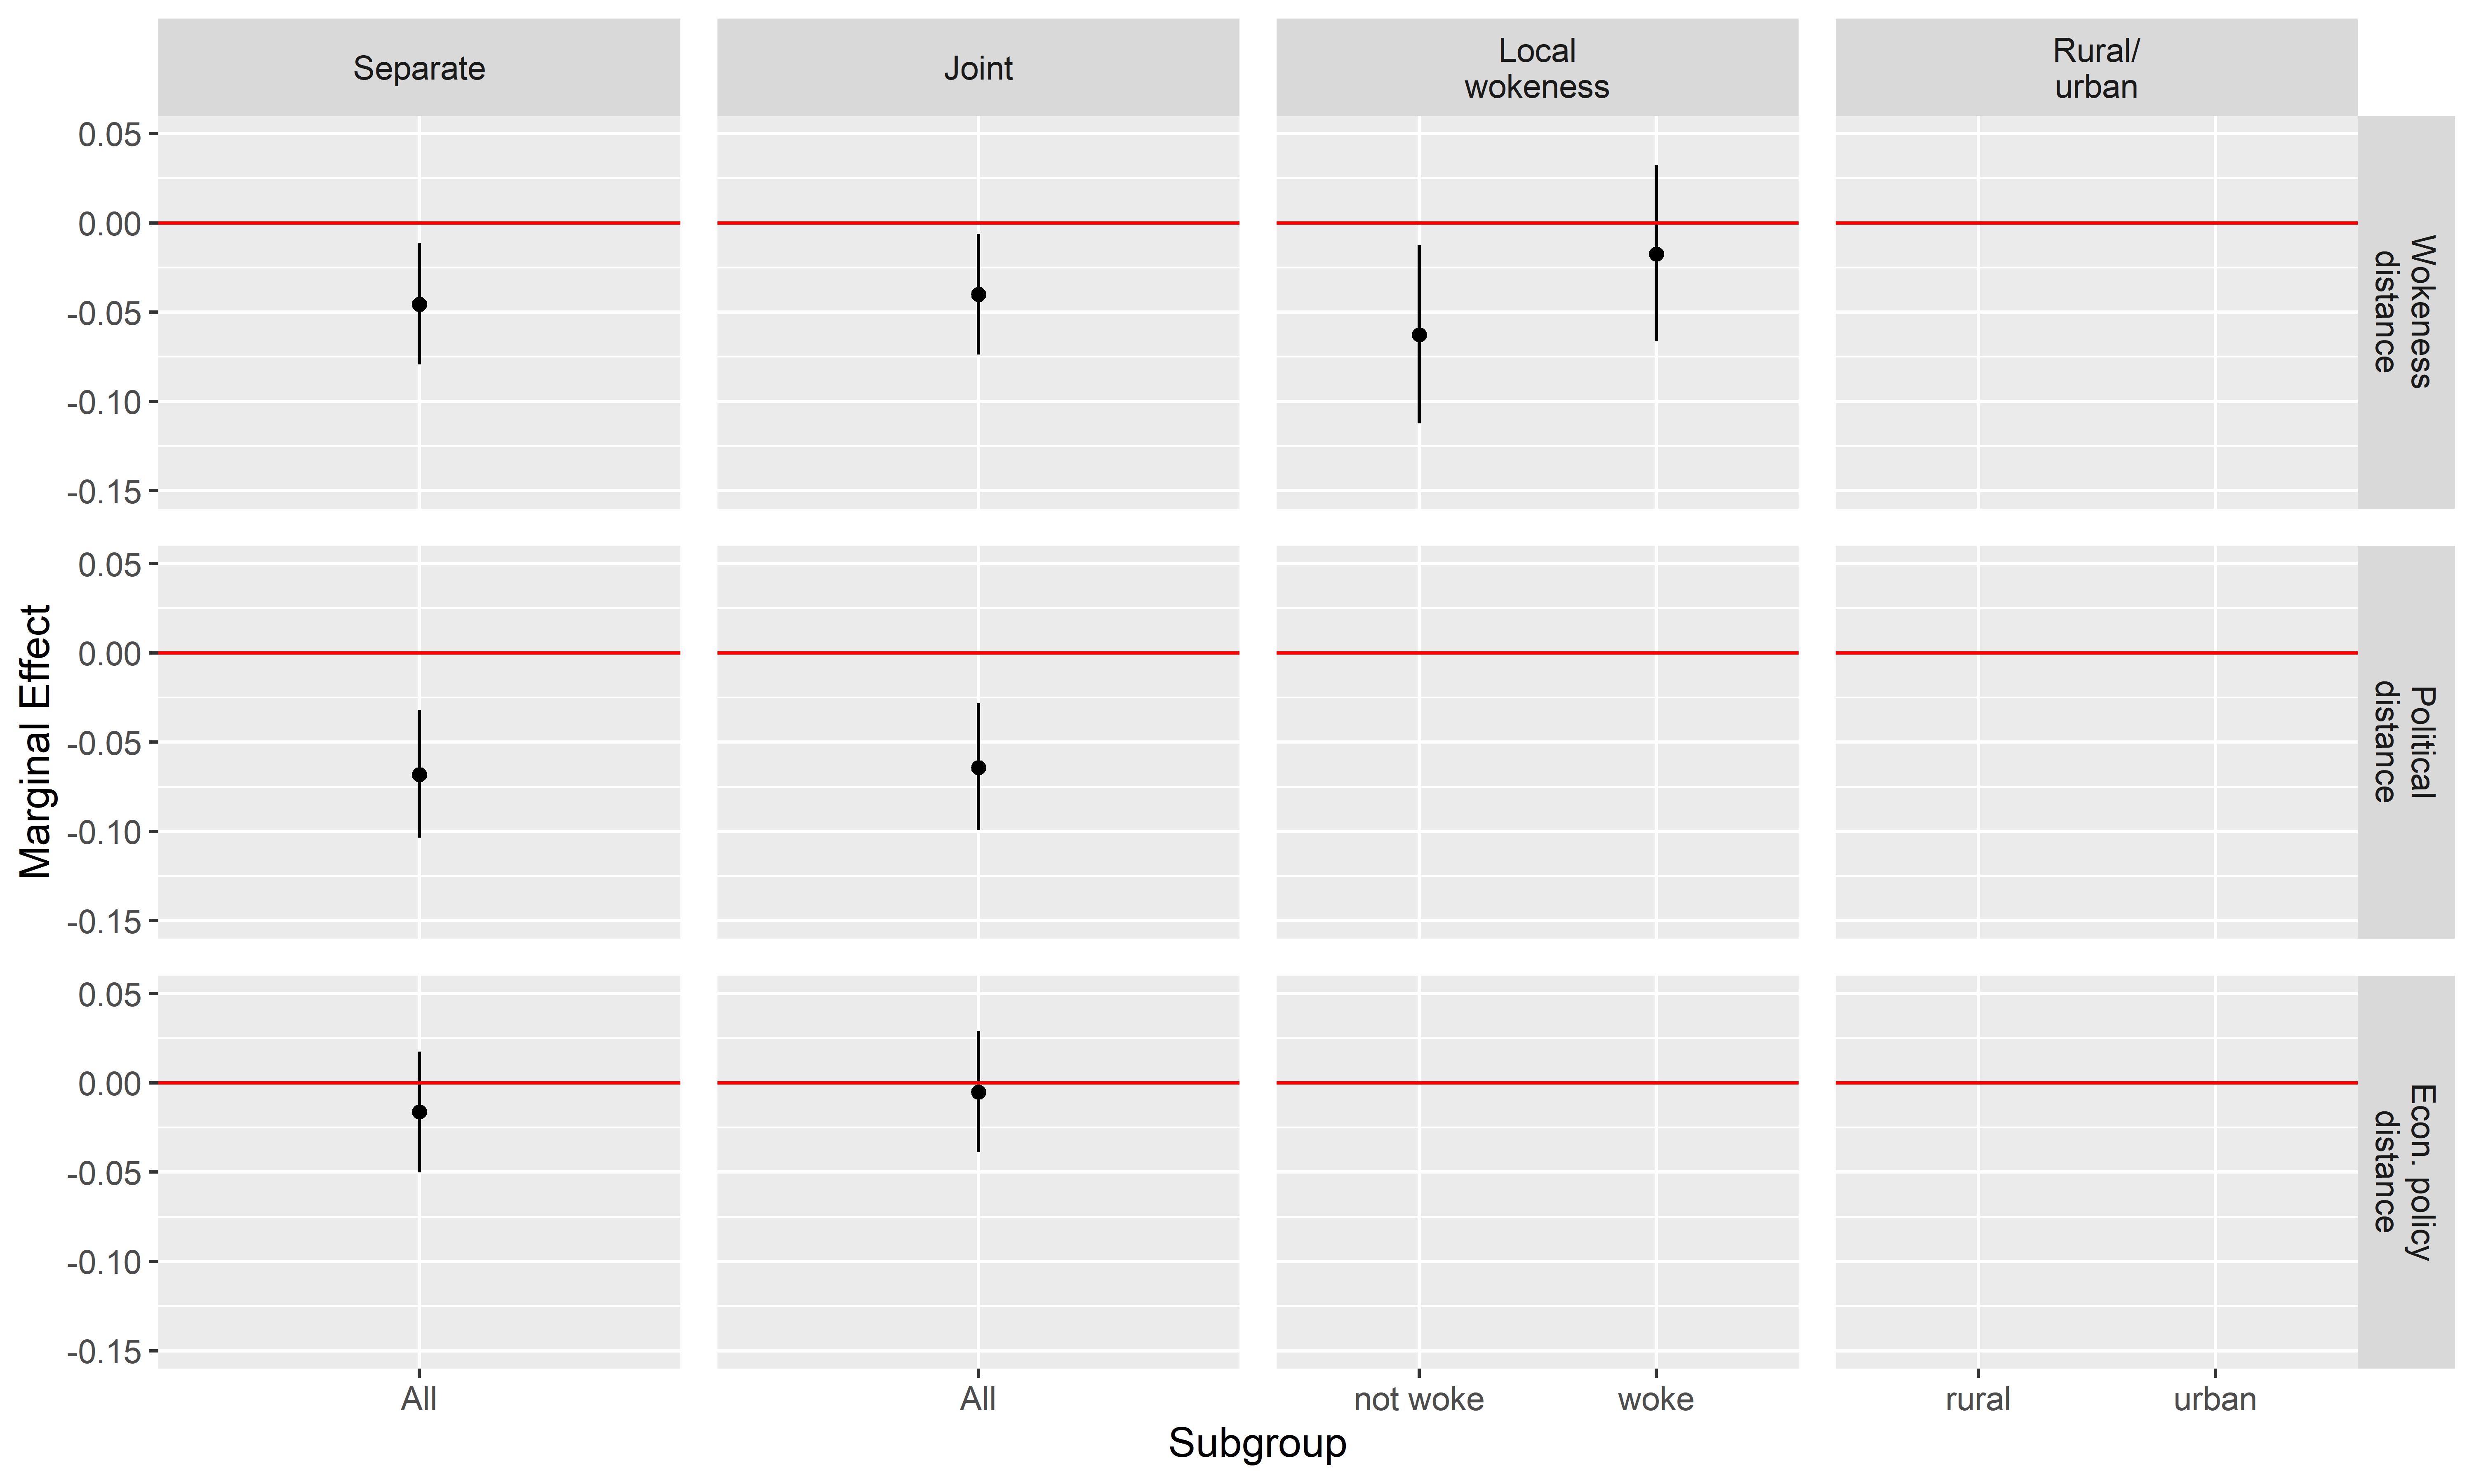 Separate
Joint
Local
wokeness
Rural/
urban
0.05
0.00
-0.05
-0.10
-0.15
Wokeness
distance
0.05
0.00
-0.05
-0.10
-0.15
Political
distance
0.05
0.00
-0.05
-0.10
-0.15
Econ. policy
distance
Marginal Effect
All
All
not woke
woke
rural
urban
Subgroup